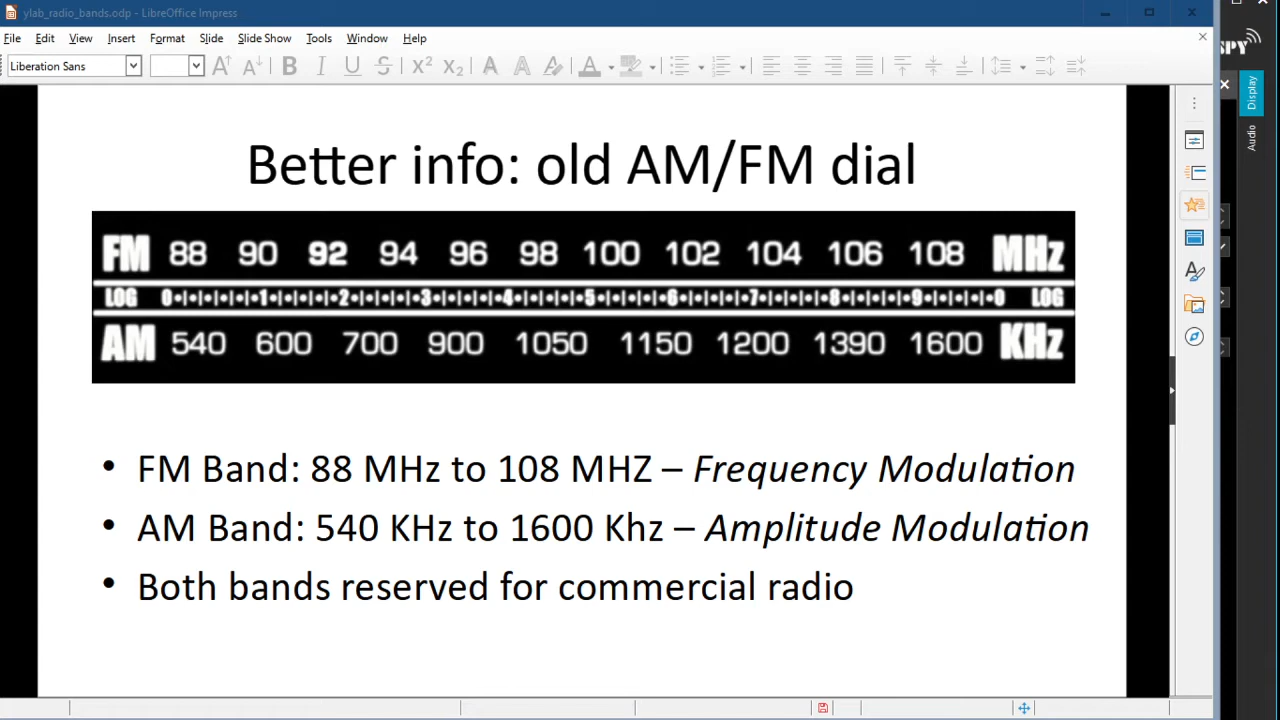 ylab_radio_bands.odp - LibreOffice Impress
File Edit View Insert Format Slide Slide Show Tools Window Help
Liberation Sans
Better info: old AM/FM dial
FM 88 90 92 94 96 98 100 102 104 106 108 MHz
LOG 0 1 2 3 4 5 6 7 8 9 0 LOG
AM 540 600 700 900 1050 1150 1200 1390 1600 KHz
• FM Band: 88 MHz to 108 MHZ – Frequency Modulation
• AM Band: 540 KHz to 1600 Khz – Amplitude Modulation
• Both bands reserved for commercial radio
SPY
Display
Audio